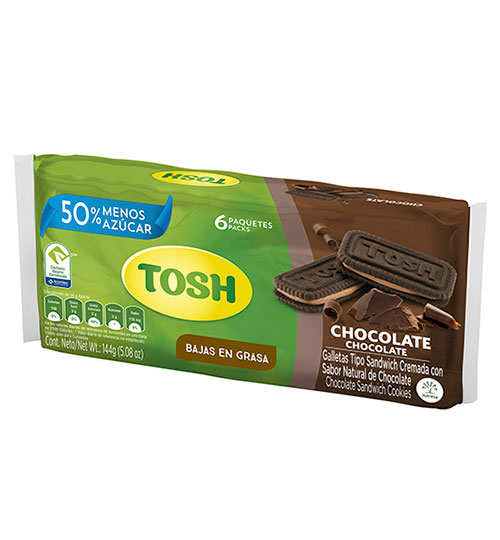 TOSH
CHOCOLATE
50% MENOS
AZÚCAR
6 PAQUETES
PACKS
TOSH
TOSH
BAJAS EN GRASA
Cont. Neto/Net Wt.: 144g (5.08 oz)
CHOCOLATE
CHOCOLATE
Galletas Tipo Sandwich Cremada con
Sabor Natural de Chocolate
Chocolate Sandwich Cookies
nutresa